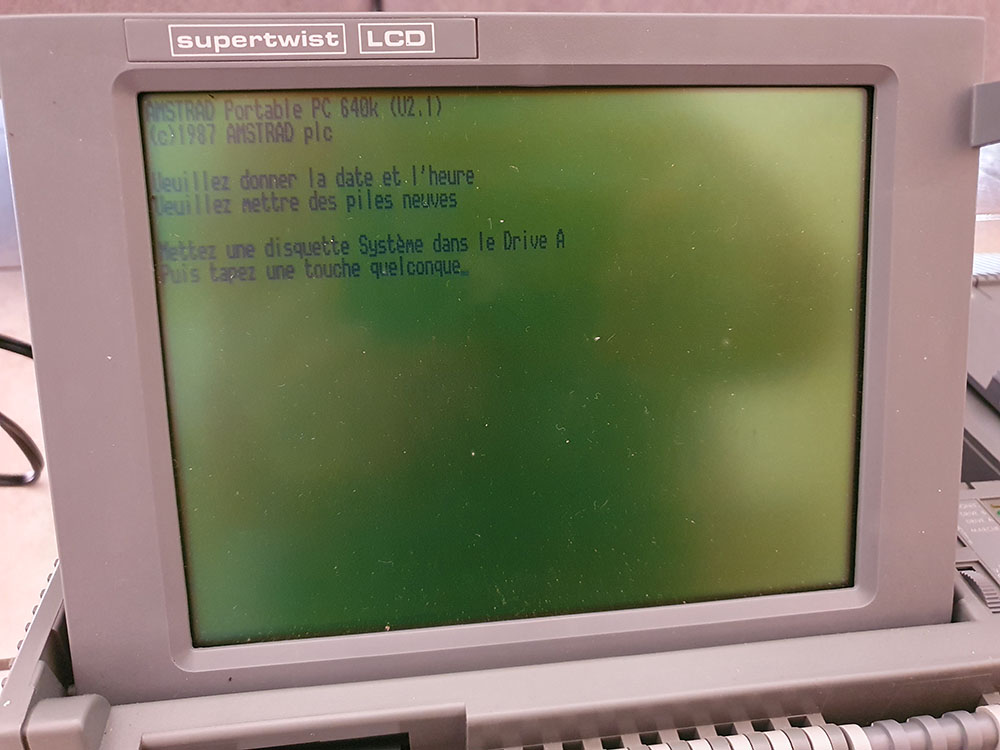 supertwist LCD
AMSTRAD Portable PC 640k (V2.1)
(c)1987 AMSTRAD plc
Veuillez donner la date et l'heure
Veuillez mettre des piles neuves
Mettez une disquette Système dans le Drive A
Puis tapez une touche quelconque_